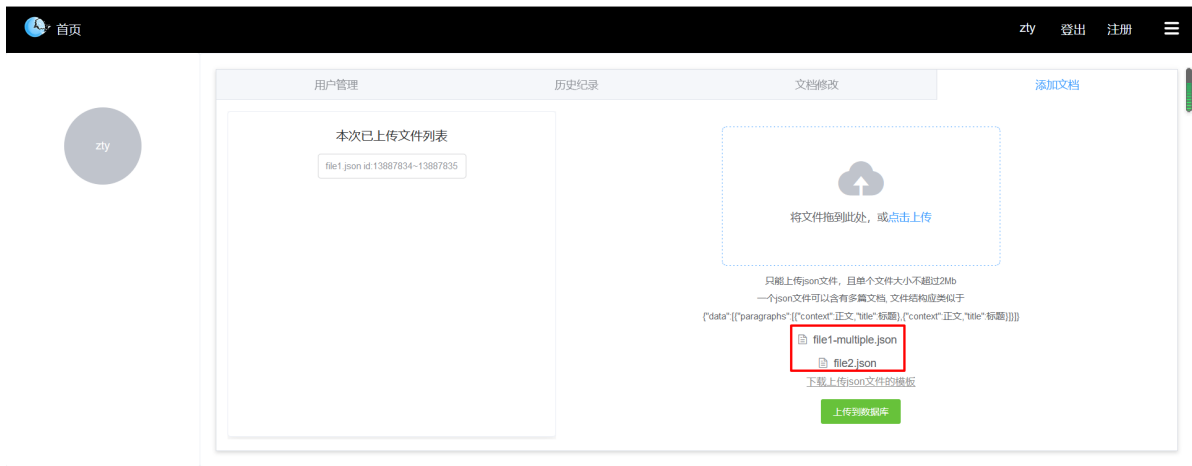 首页
zty 登出 注册
用户管理 历史纪录 文档修改 添加文档
zty
本次已上传文件列表
file1.json id:13887834~13887835
将文件拖到此处，或点击上传
只能上传json文件，且单个文件大小不超过2Mb
一个json文件可以含有多篇文档, 文件结构应类似于
{"data":[{"paragraphs":[{"context":正文,"title":标题},{"context":正文,"title":标题}]}]}
file1-multiple.json
file2.json
下载上传json文件的模板
上传到数据库